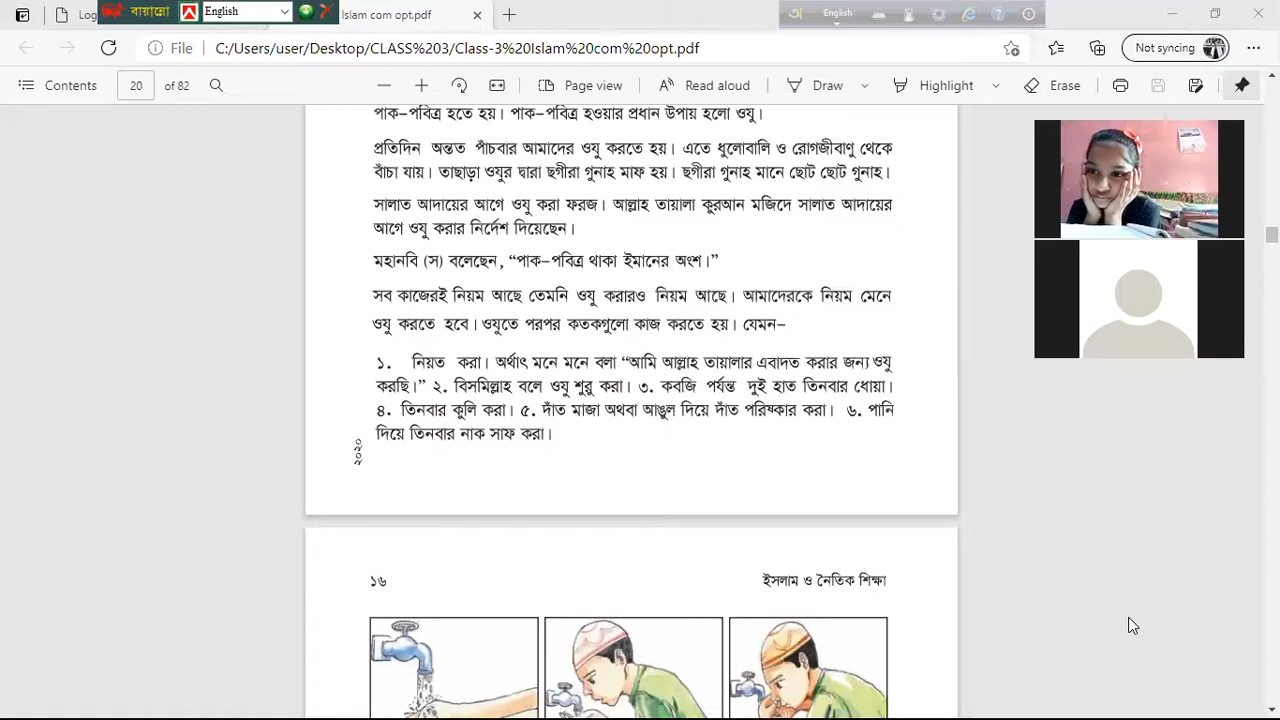 বায়ান্নো English
Log
Islam com opt.pdf
English
File C:/Users/user/Desktop/CLASS%203/Class-3%20Islam%20com%20opt.pdf
Not syncing
Contents 20 of 82 Page view Read aloud Draw Highlight Erase
পাক-পবিত্র হতে হয়। পাক-পবিত্র হওয়ার প্রধান উপায় হলো ওযু।
প্রতিদিন অন্তত পাঁচবার আমাদের ওযু করতে হয়। এতে ধুলোবালি ও রোগজীবাণু থেকে
বাঁচা যায়। তাছাড়া ওযুর দ্বারা ছগীরা গুনাহ মাফ হয়। ছগীরা গুনাহ মানে ছোট ছোট গুনাহ।
সালাত আদায়ের আগে ওযু করা ফরজ। আল্লাহ তায়ালা কুরআন মজিদে সালাত আদায়ের
আগে ওযু করার নির্দেশ দিয়েছেন।
মহানবি (স) বলেছেন, “পাক-পবিত্র থাকা ইমানের অংশ।”
সব কাজেরই নিয়ম আছে তেমনি ওযু করারও নিয়ম আছে। আমাদেরকে নিয়ম মেনে
ওযু করতে হবে। ওযুতে পরপর কতকগুলো কাজ করতে হয়। যেমন-
১. নিয়ত করা। অর্থাৎ মনে মনে বলা “আমি আল্লাহ তায়ালার এবাদত করার জন্য ওযু
করছি।” ২. বিসমিল্লাহ বলে ওযু শুরু করা। ৩. কবজি পর্যন্ত দুই হাত তিনবার ধোয়া।
৪. তিনবার কুলি করা। ৫. দাঁত মাজা অথবা আঙুল দিয়ে দাঁত পরিষ্কার করা। ৬. পানি
দিয়ে তিনবার নাক সাফ করা।
২০২০
১৬ ইসলাম ও নৈতিক শিক্ষা